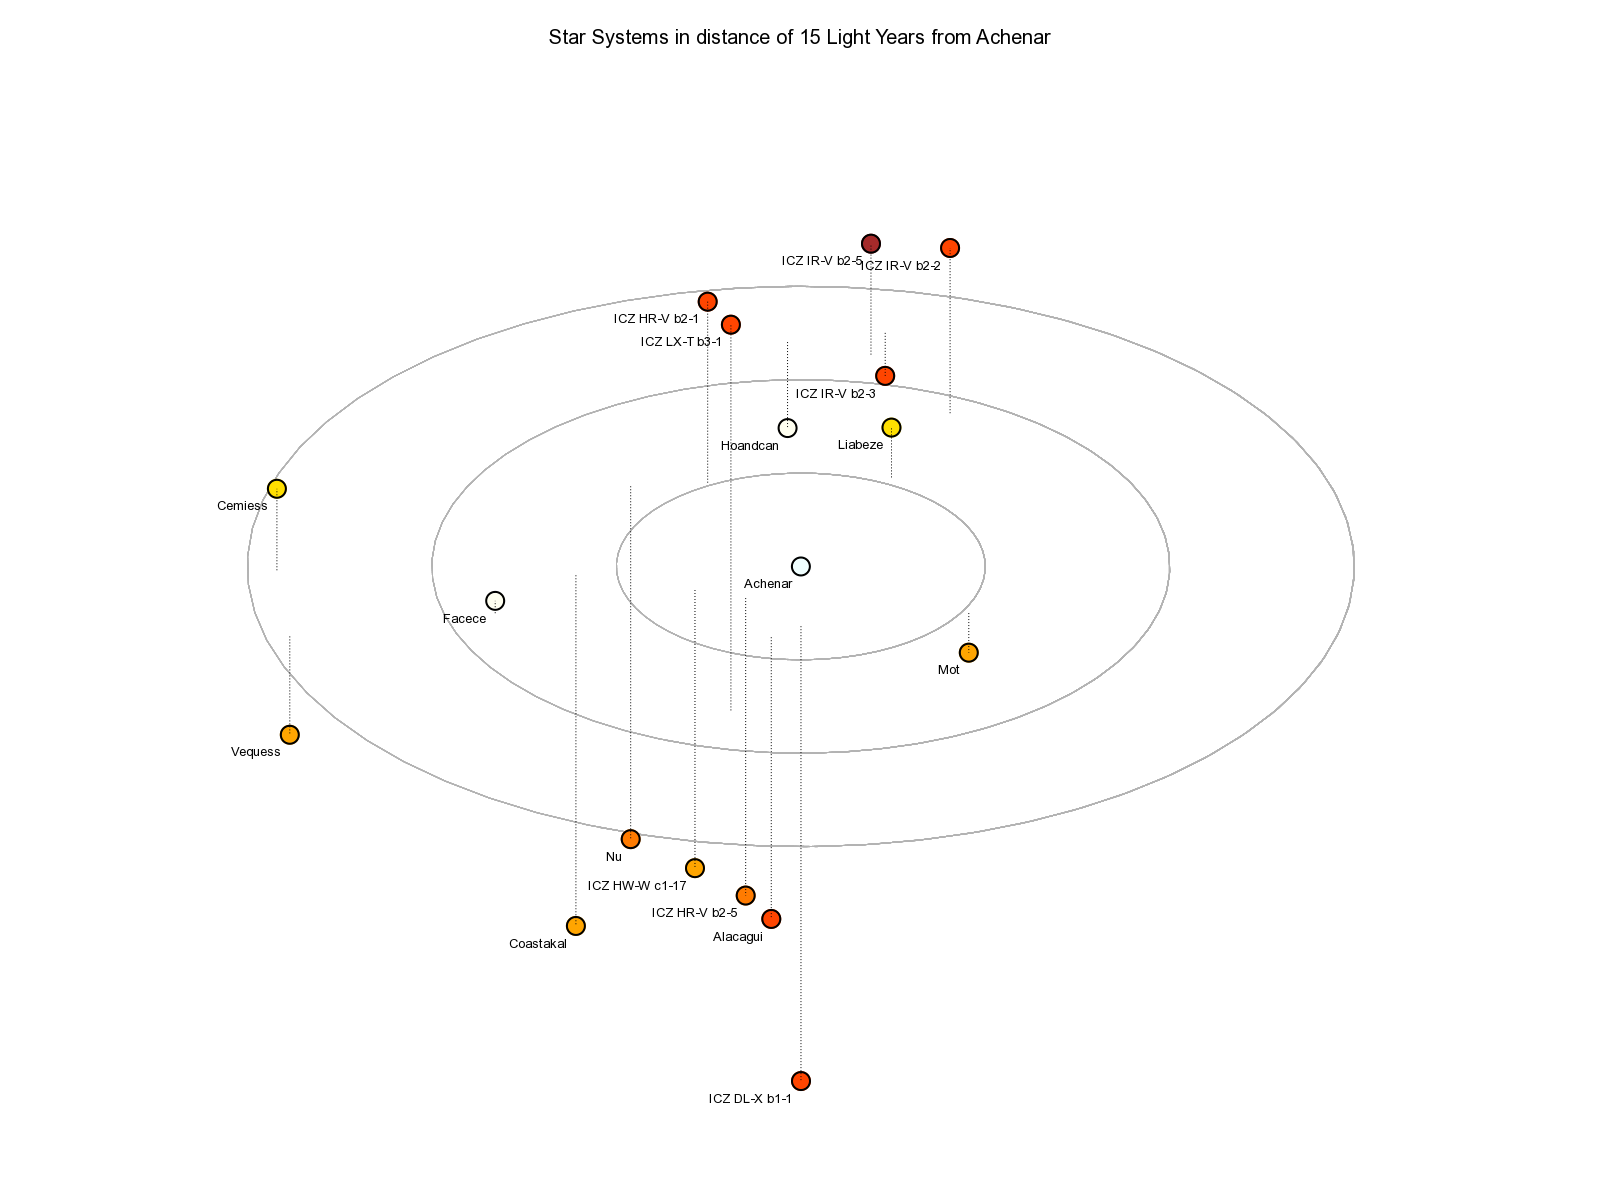 Star Systems in distance of 15 Light Years from Achenar
ICZ IR-V b2-5
ICZ IR-V b2-2
ICZ HR-V b2-1
ICZ LX-T b3-1
ICZ IR-V b2-3
Hoandcan
Liabeze
Cemiess
Achenar
Facece
Mot
Vequess
Nu
ICZ HW-W c1-17
ICZ HR-V b2-5
Alacagui
Coastakal
ICZ DL-X b1-1